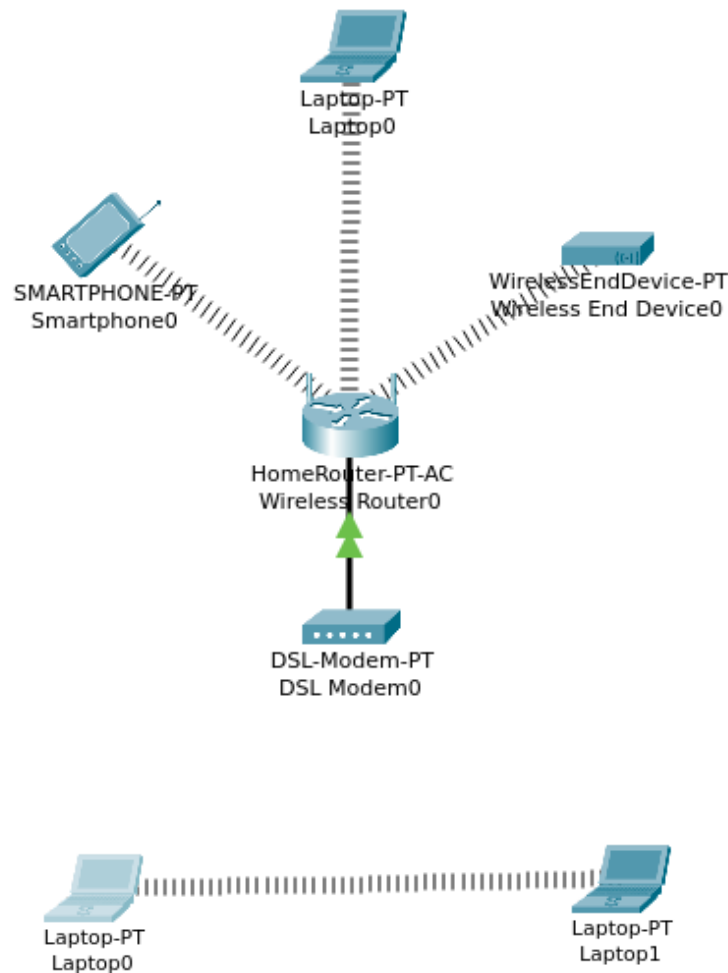 Laptop-PT
Laptop0
SMARTPHONE-PT
Smartphone0
WirelessEndDevice-PT
Wireless End Device0
HomeRouter-PT-AC
Wireless Router0
DSL-Modem-PT
DSL Modem0
Laptop-PT
Laptop0
Laptop-PT
Laptop1